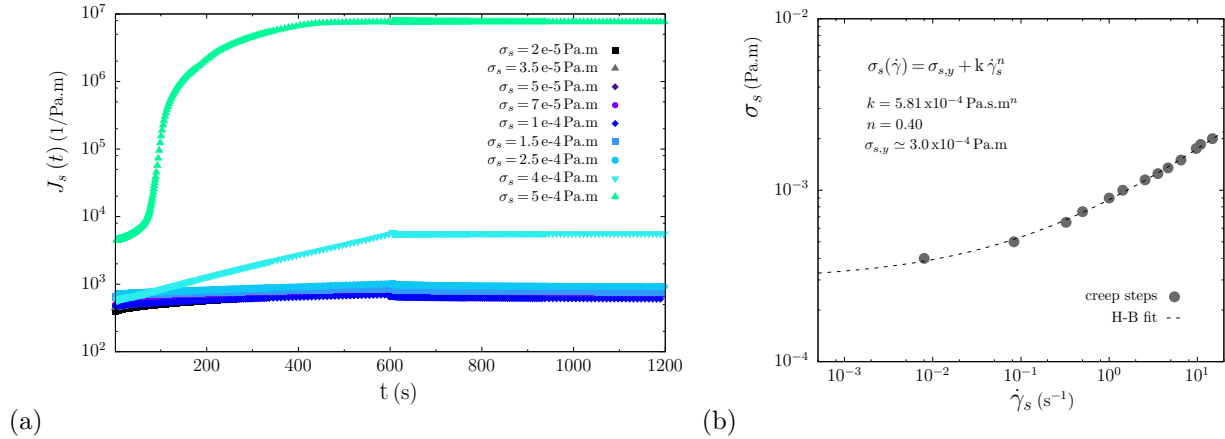 10^7
10^6
10^5
10^4
10^3
10^2
J_s (t) (1/Pa.m)
σ_s = 2 e-5 Pa.m
σ_s = 3.5 e-5 Pa.m
σ_s = 5 e-5 Pa.m
σ_s = 7 e-5 Pa.m
σ_s = 1 e-4 Pa.m
σ_s = 1.5 e-4 Pa.m
σ_s = 2.5 e-4 Pa.m
σ_s = 4 e-4 Pa.m
σ_s = 5 e-4 Pa.m
200 400 600 800 1000 1200
t (s)
(a)
10^-2
10^-3
10^-4
σ_s (Pa.m)
σ_s(γ̇) = σ_{s,y} + k γ̇_s^n
k = 5.81 x10^-4 Pa.s.m^n
n = 0.40
σ_{s,y} ≃ 3.0 x10^-4 Pa.m
creep steps
H-B fit
10^-3 10^-2 10^-1 10^0 10^1
γ̇_s (s^-1)
(b)